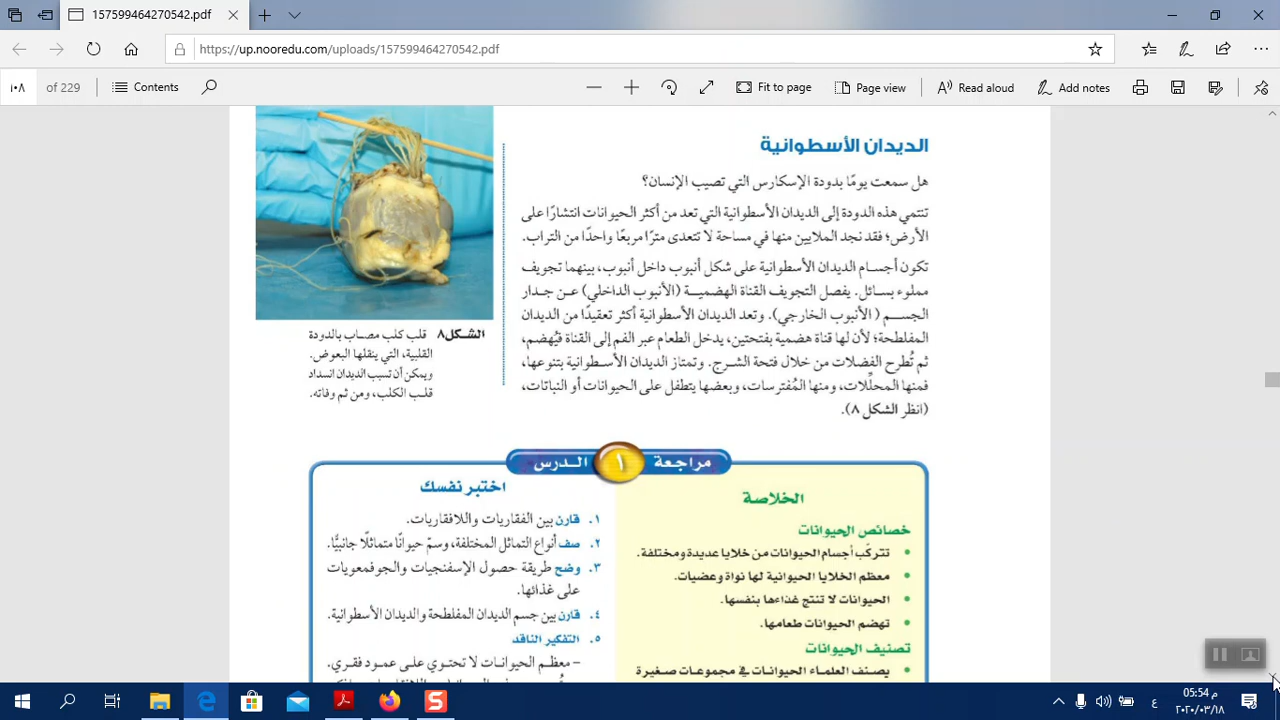 157599464270542.pdf
https://up.nooredu.com/uploads/157599464270542.pdf
١٠٨ of 229
Contents
Fit to page
Page view
Read aloud
Add notes
الديدان الأسطوانية
هل سمعت يومًا بدودة الإسكارس التي تصيب الإنسان؟
تنتمي هذه الدودة إلى الديدان الأسطوانية التي تعد من أكثر الحيوانات انتشارًا على
الأرض؛ فقد نجد الملايين منها في مساحة لا تتعدى مترًا مربعًا واحدًا من التراب.
تكون أجسام الديدان الأسطوانية على شكل أنبوب داخل أنبوب، بينهما تجويف
مملوء بسائل. يفصل التجويف القناة الهضمية (الأنبوب الداخلي) عن جدار
الجسم ( الأنبوب الخارجي). وتعد الديدان الأسطوانية أكثر تعقيدًا من الديدان
المفلطحة؛ لأن لها قناة هضمية بفتحتين، يدخل الطعام عبر الفم إلى القناة فيُهضم،
ثم تُطرح الفضلات من خلال فتحة الشرج. وتمتاز الديدان الأسطوانية بتنوعها،
فمنها المحلِّلات، ومنها المُفترسات، وبعضها يتطفل على الحيوانات أو النباتات،
(انظر الشكل ٨).
الشكل٨ قلب كلب مصاب بالدودة
القلبية، التي ينقلها البعوض.
ويمكن أن تسبب الديدان انسداد
قلب الكلب، ومن ثم وفاته.
مراجعة ١ الدرس
الخلاصة
خصائص الحيوانات
• تتركّب أجسام الحيوانات من خلايا عديدة ومختلفة.
• معظم الخلايا الحيوانية لها نواة وعضيات.
• الحيوانات لا تنتج غذاءها بنفسها.
• تهضم الحيوانات طعامها.
تصنيف الحيوانات
• يصنف العلماء الحيوانات في مجموعات صغيرة
اختبر نفسك
١. قارن بين الفقاريات واللافقاريات.
٢. صف أنواع التماثل المختلفة، وسمّ حيوانًا متماثلًا جانبيًّا.
٣. وضح طريقة حصول الإسفنجيات والجوفمعويات
على غذائها.
٤. قارن بين جسم الديدان المفلطحة والديدان الأسطوانية.
٥. التفكير الناقد
– معظم الحيوانات لا تحتوي على عمود فقري.
ع
05:54 م
٢٠٢٠/٠٣/١٨